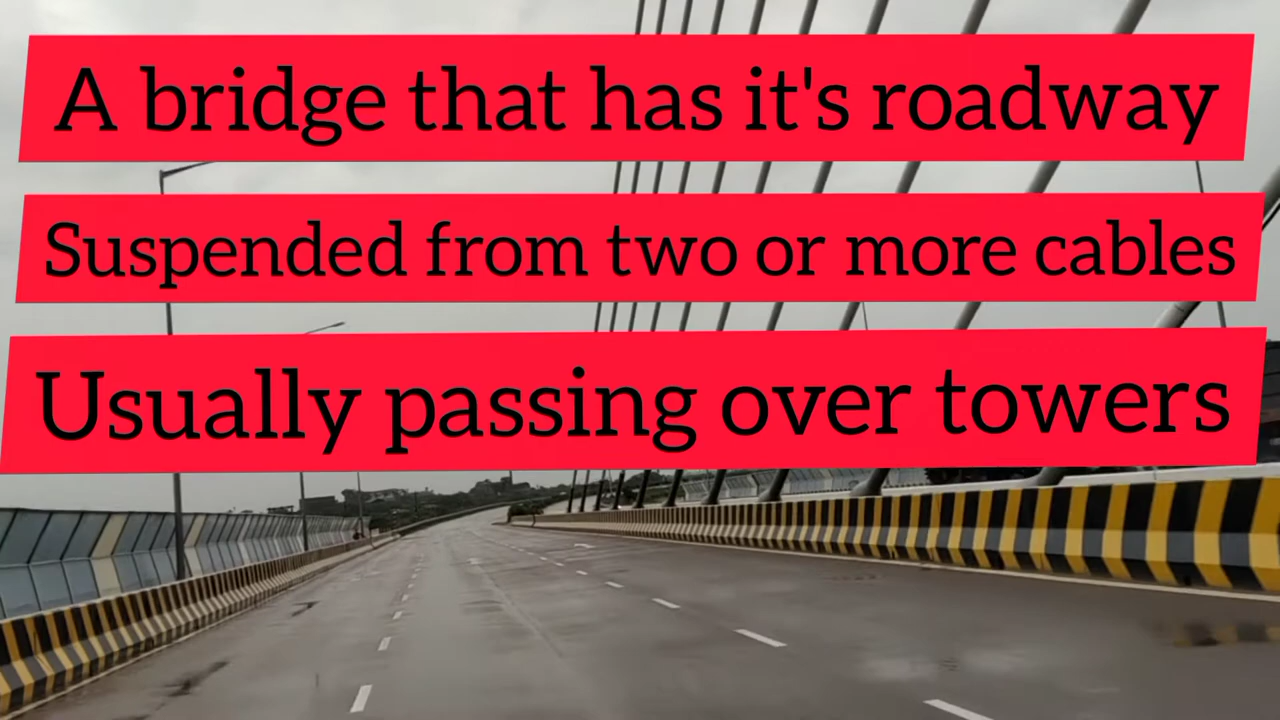 A bridge that has it's roadway
Suspended from two or more cables
Usually passing over towers